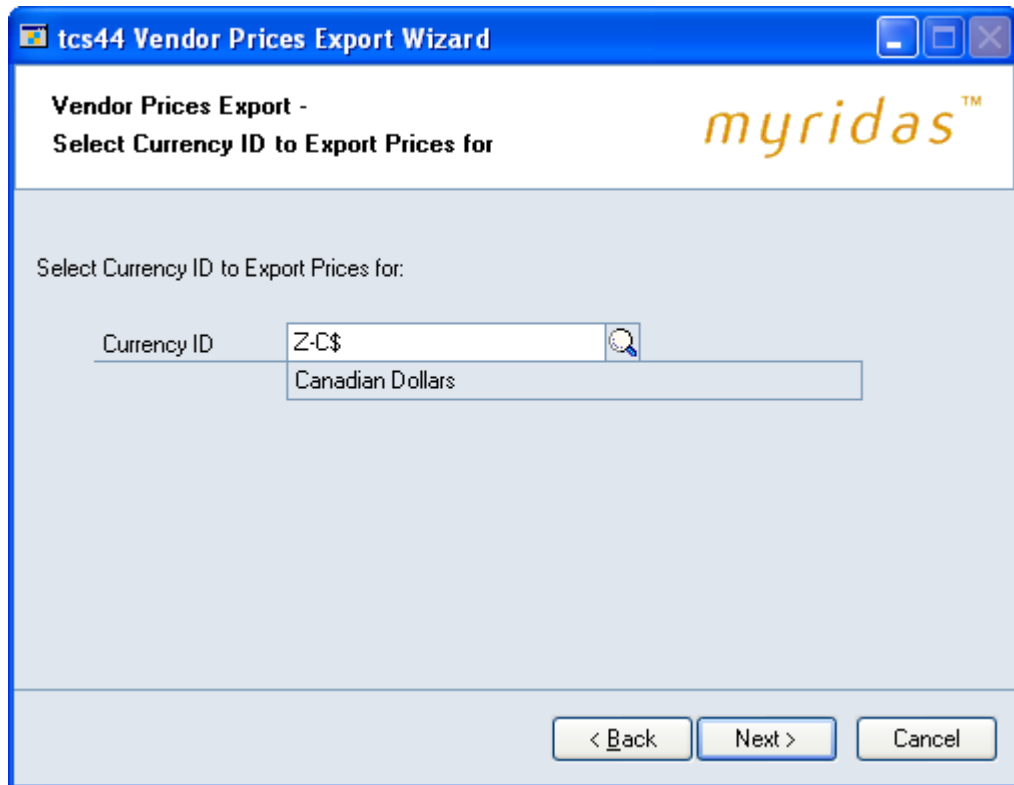 tcs44 Vendor Prices Export Wizard
Vendor Prices Export -
Select Currency ID to Export Prices for
myridas™
Select Currency ID to Export Prices for:
Currency ID Z-C$
Canadian Dollars
< Back Next > Cancel